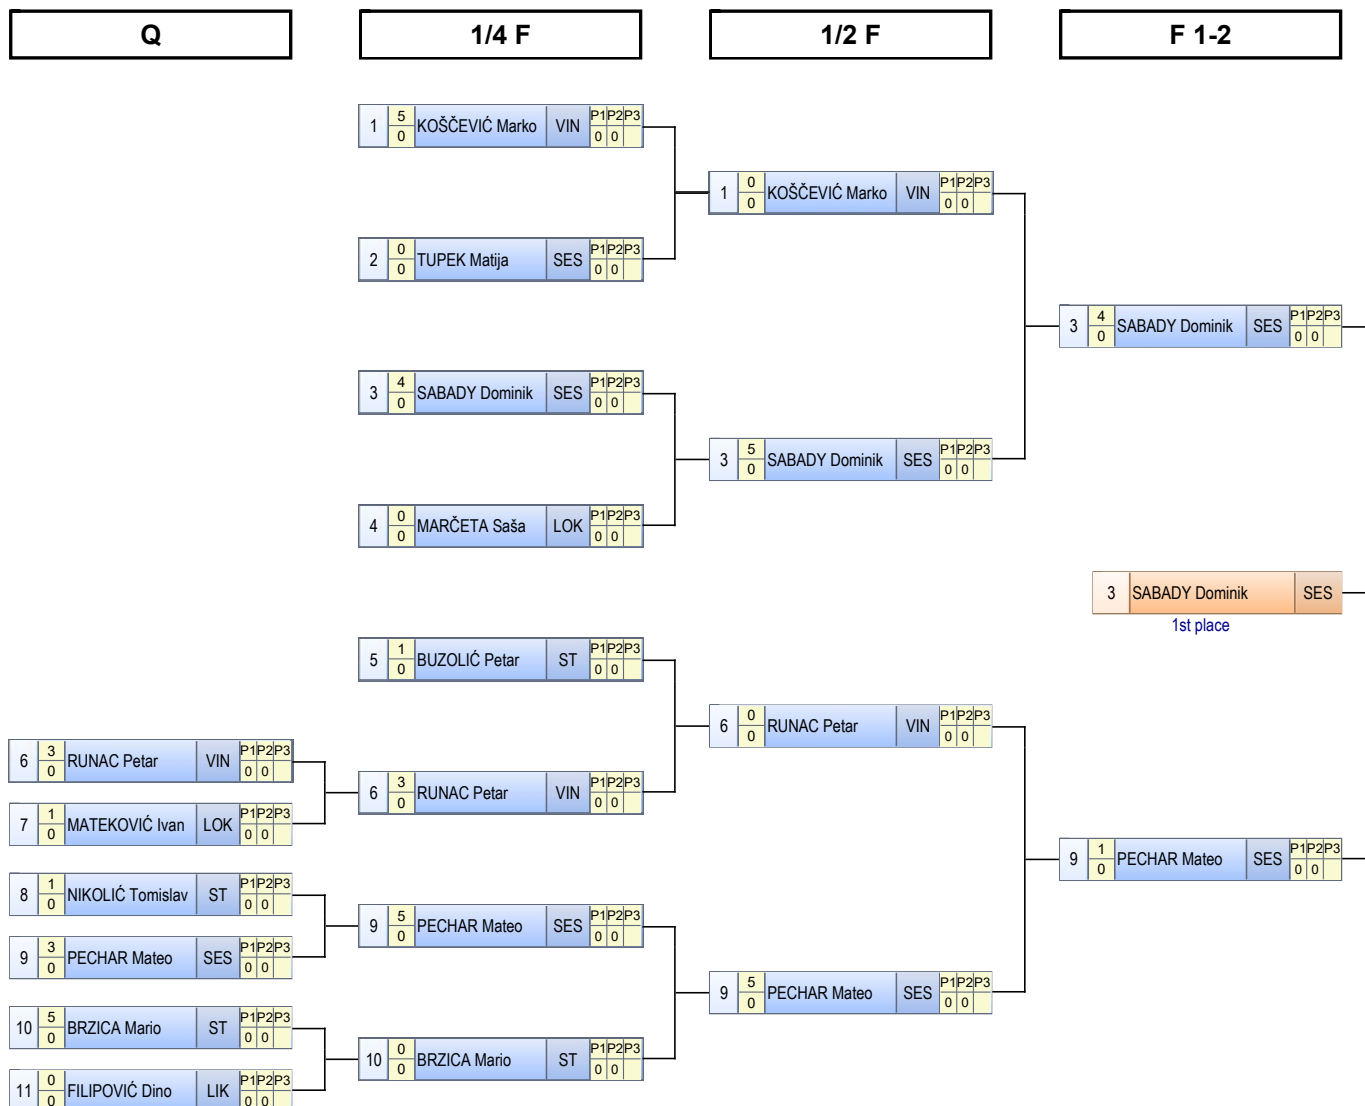 Q 1/4 F 1/2 F F 1-2
1 5 0 KOŠČEVIĆ Marko VIN P1 P2 P3 0 0
1 0 0 KOŠČEVIĆ Marko VIN P1 P2 P3 0 0
2 0 0 TUPEK Matija SES P1 P2 P3 0 0
3 4 0 SABADY Dominik SES P1 P2 P3 0 0
3 4 0 SABADY Dominik SES P1 P2 P3 0 0
3 5 0 SABADY Dominik SES P1 P2 P3 0 0
4 0 0 MARČETA Saša LOK P1 P2 P3 0 0
3 SABADY Dominik SES
1st place
5 1 0 BUZOLIĆ Petar ST P1 P2 P3 0 0
6 0 0 RUNAC Petar VIN P1 P2 P3 0 0
6 3 0 RUNAC Petar VIN P1 P2 P3 0 0
6 3 0 RUNAC Petar VIN P1 P2 P3 0 0
7 1 0 MATEKOVIĆ Ivan LOK P1 P2 P3 0 0
9 1 0 PECHAR Mateo SES P1 P2 P3 0 0
8 1 0 NIKOLIĆ Tomislav ST P1 P2 P3 0 0
9 5 0 PECHAR Mateo SES P1 P2 P3 0 0
9 3 0 PECHAR Mateo SES P1 P2 P3 0 0
9 5 0 PECHAR Mateo SES P1 P2 P3 0 0
10 5 0 BRZICA Mario ST P1 P2 P3 0 0
10 0 0 BRZICA Mario ST P1 P2 P3 0 0
11 0 0 FILIPOVIĆ Dino LIK P1 P2 P3 0 0